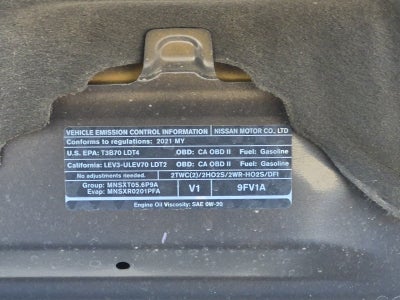 VEHICLE EMISSION CONTROL INFORMATION NISSAN MOTOR CO., LTD
Conforms to regulations: 2021 MY
U.S. EPA: T3B70 LDT4 OBD: CA OBD II Fuel: Gasoline
California: LEV3-ULEV70 LDT2 OBD: CA OBD II Fuel: Gasoline
No adjustments needed. 2TWC(2)/2HO2S/2WR-HO2S/DFI
Group: MNSXT05.6P9A
Evap: MNSXR0201PFA
V1 - 9FV1A
Engine Oil Viscosity: SAE 0W-20